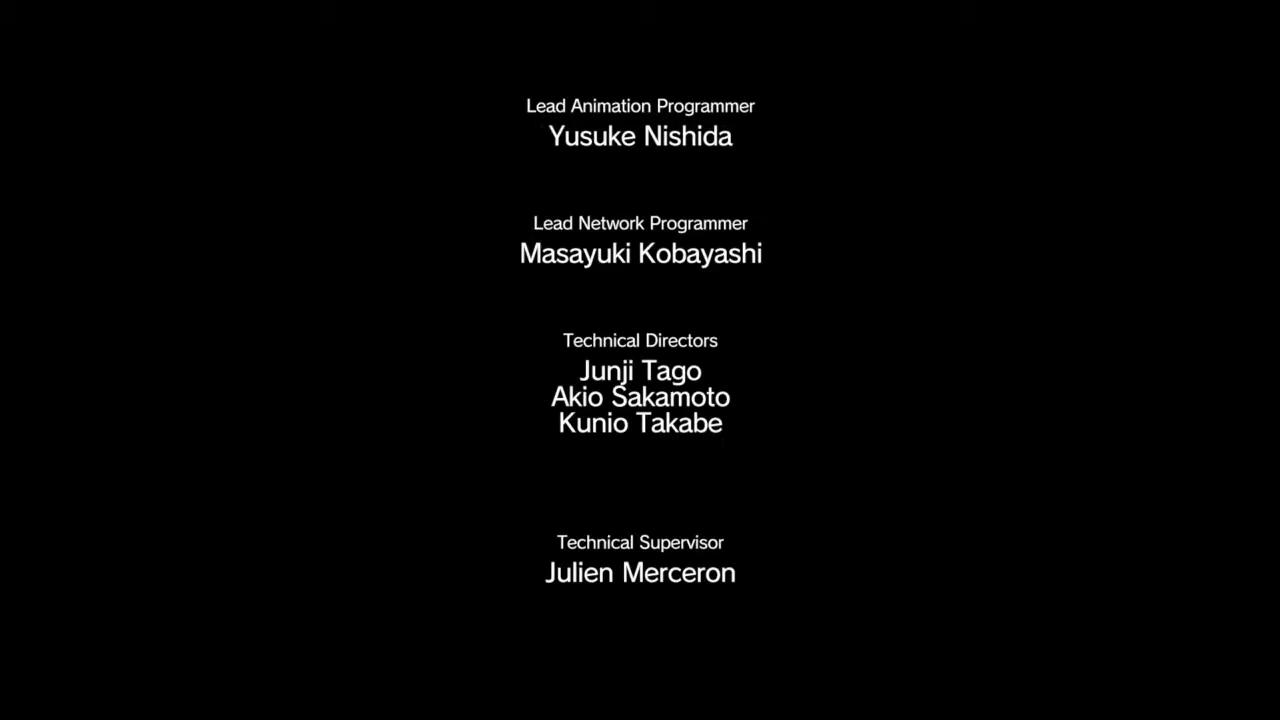 Lead Animation Programmer
Yusuke Nishida
Lead Network Programmer
Masayuki Kobayashi
Technical Directors
Junji Tago
Akio Sakamoto
Kunio Takabe
Technical Supervisor
Julien Merceron